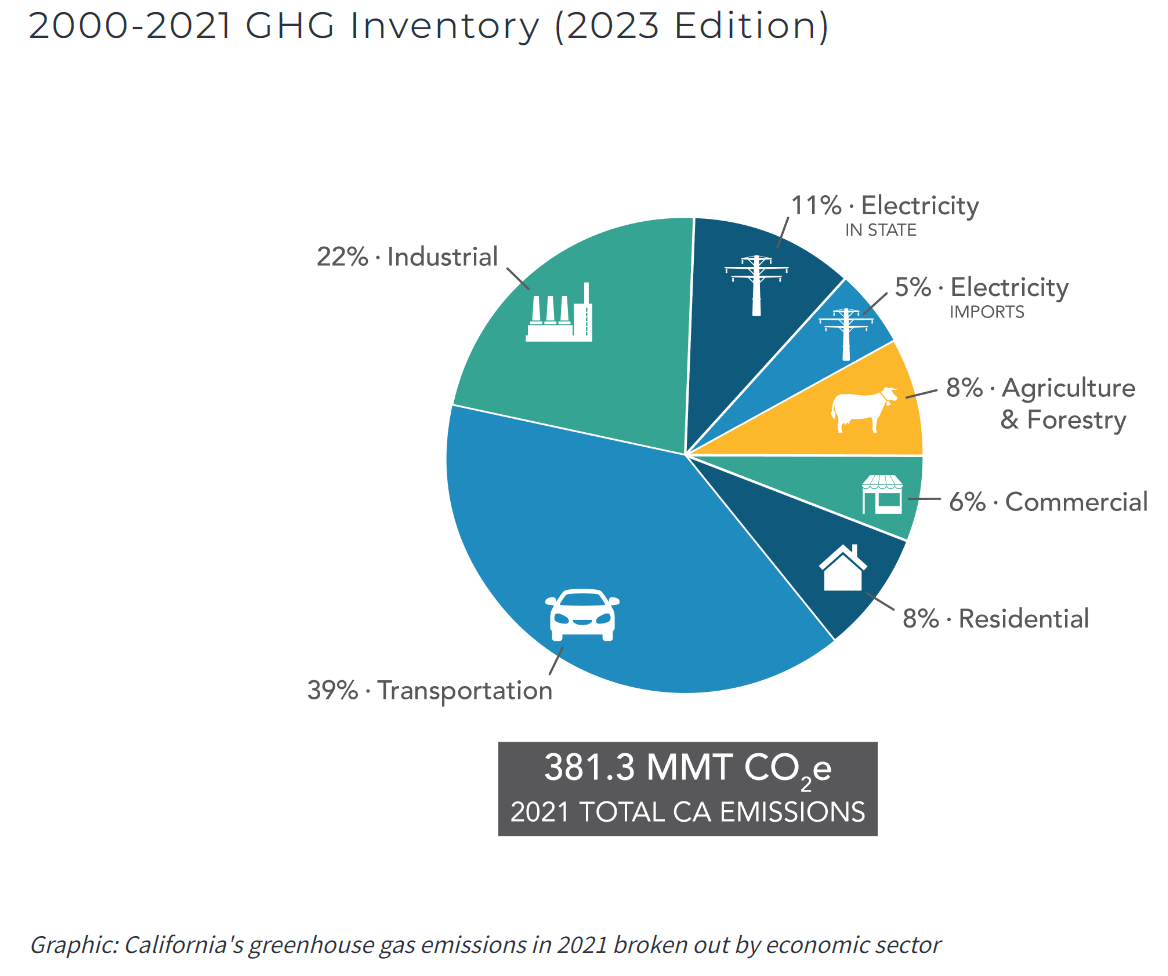 2000-2021 GHG Inventory (2023 Edition)
11% · Electricity
IN STATE
22% · Industrial
5% · Electricity
IMPORTS
8% · Agriculture
& Forestry
6% · Commercial
8% · Residential
39% · Transportation
381.3 MMT CO₂e
2021 TOTAL CA EMISSIONS
Graphic: California's greenhouse gas emissions in 2021 broken out by economic sector